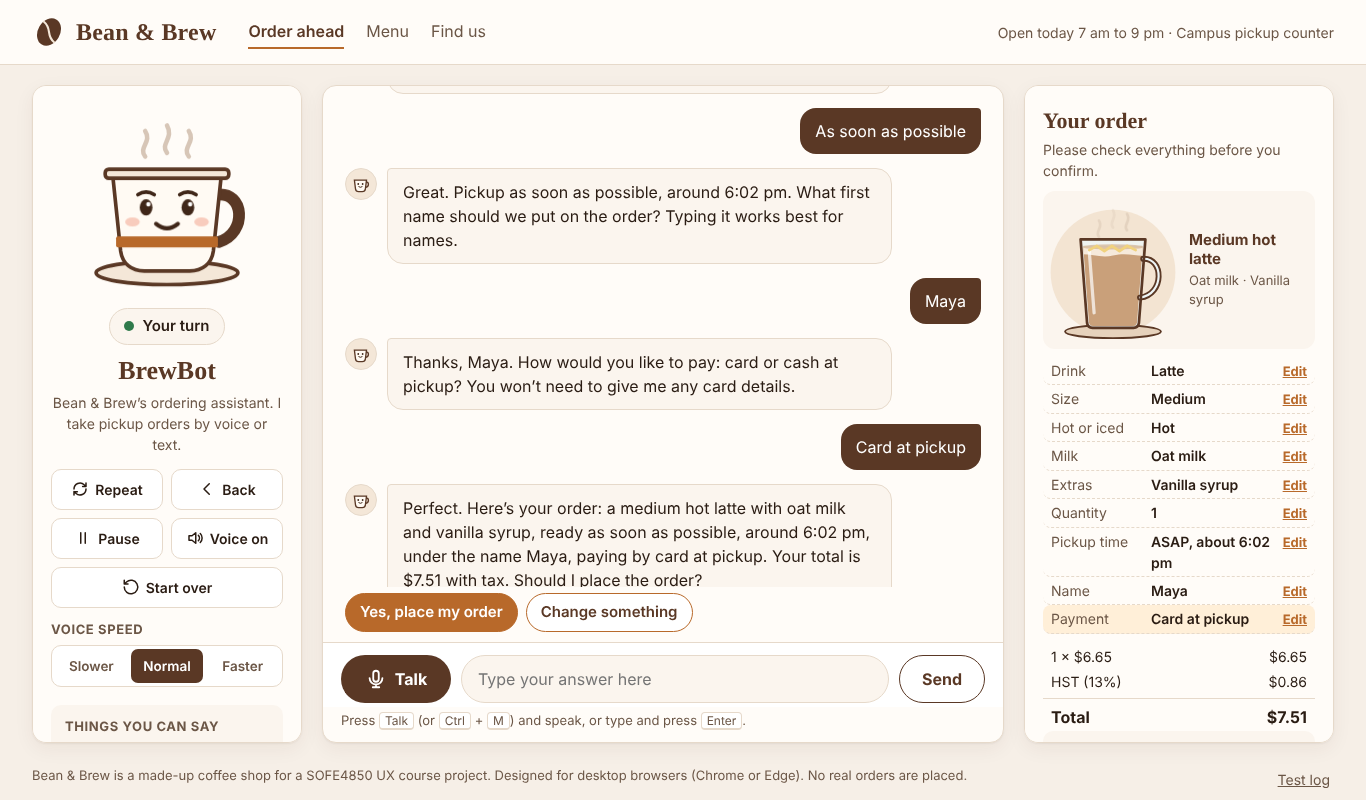 Bean & Brew
Order ahead
Menu
Find us
Open today 7 am to 9 pm · Campus pickup counter
Your turn
BrewBot
Bean & Brew’s ordering assistant. I
take pickup orders by voice or
text.
Repeat
Back
Pause
Voice on
Start over
VOICE SPEED
Slower
Normal
Faster
THINGS YOU CAN SAY
As soon as possible
Great. Pickup as soon as possible, around 6:02 pm. What first
name should we put on the order? Typing it works best for
names.
Maya
Thanks, Maya. How would you like to pay: card or cash at
pickup? You won’t need to give me any card details.
Card at pickup
Perfect. Here’s your order: a medium hot latte with oat milk
and vanilla syrup, ready as soon as possible, around 6:02 pm,
under the name Maya, paying by card at pickup. Your total is
$7.51 with tax. Should I place the order?
Yes, place my order
Change something
Talk
Type your answer here
Send
Press Talk (or Ctrl + M) and speak, or type and press Enter.
Your order
Please check everything before you
confirm.
Medium hot
latte
Oat milk · Vanilla
syrup
Drink Latte Edit
Size Medium Edit
Hot or iced Hot Edit
Milk Oat milk Edit
Extras Vanilla syrup Edit
Quantity 1 Edit
Pickup time ASAP, about 6:02 Edit
pm
Name Maya Edit
Payment Card at pickup Edit
1 × $6.65 $6.65
HST (13%) $0.86
Total $7.51
Bean & Brew is a made-up coffee shop for a SOFE4850 UX course project. Designed for desktop browsers (Chrome or Edge). No real orders are placed.
Test log